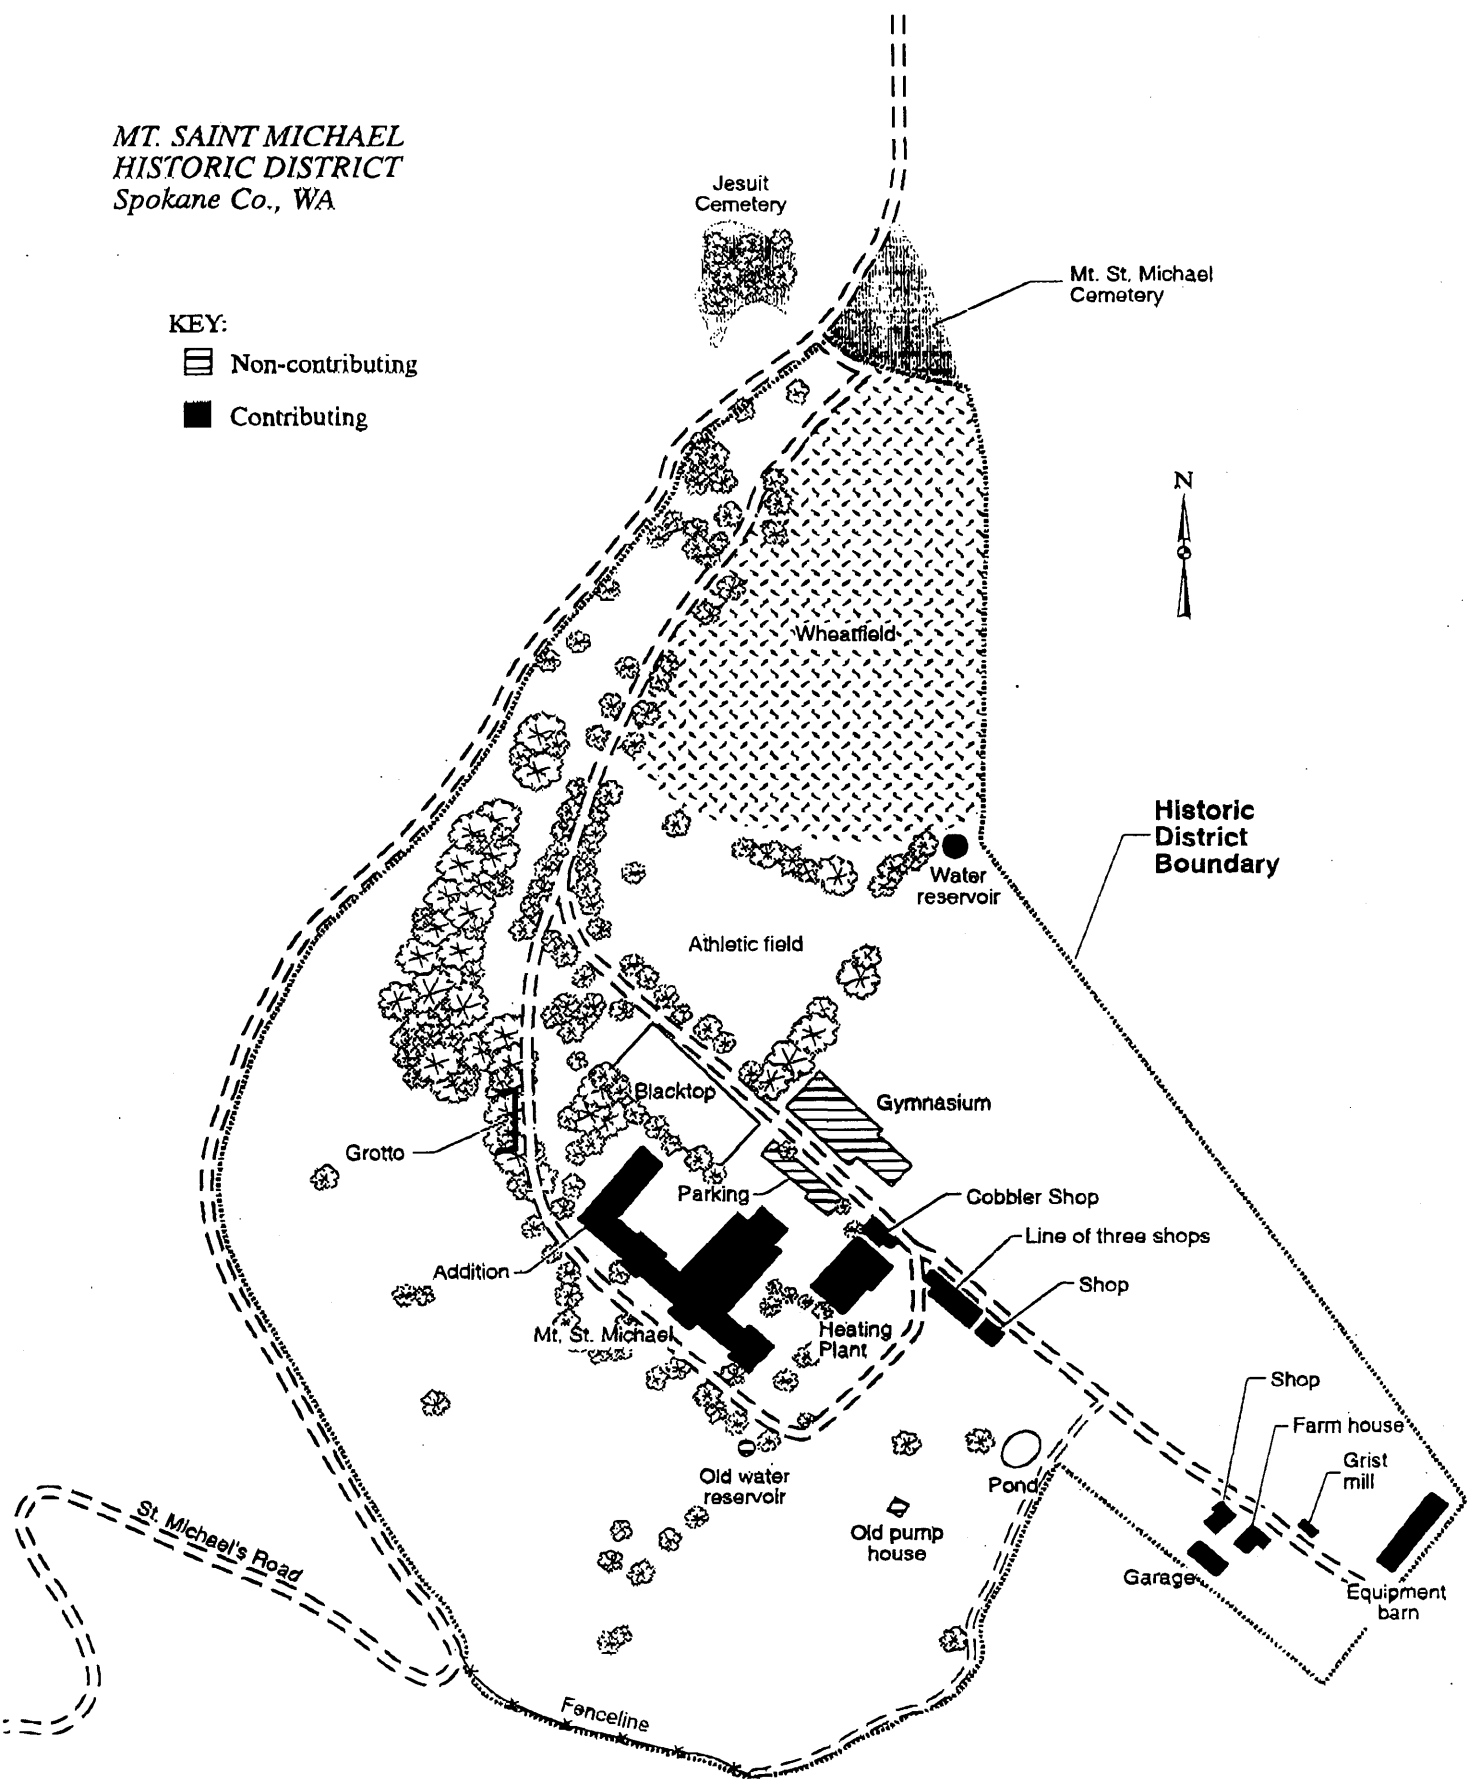 MT. SAINT MICHAEL
HISTORIC DISTRICT
Spokane Co., WA
Jesuit
Cemetery
Mt. St. Michael
Cemetery
KEY:
Non-contributing
Contributing
N
Wheatfield
Historic
District
Boundary
Water
reservoir
Athletic field
Blacktop
Gymnasium
Grotto
Parking
Cobbler Shop
Line of three shops
Addition
Shop
Mt. St. Michael
Heating
Plant
Shop
Farm house
Grist
mill
Old water
reservoir
Pond
St. Michael's Road
Old pump
house
Garage
Equipment
barn
Fenceline